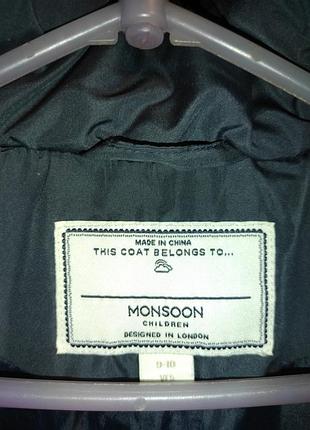 MADE IN CHINA
THIS COAT BELONGS TO...
MONSOON
CHILDREN
DESIGNED IN LONDON
9-10